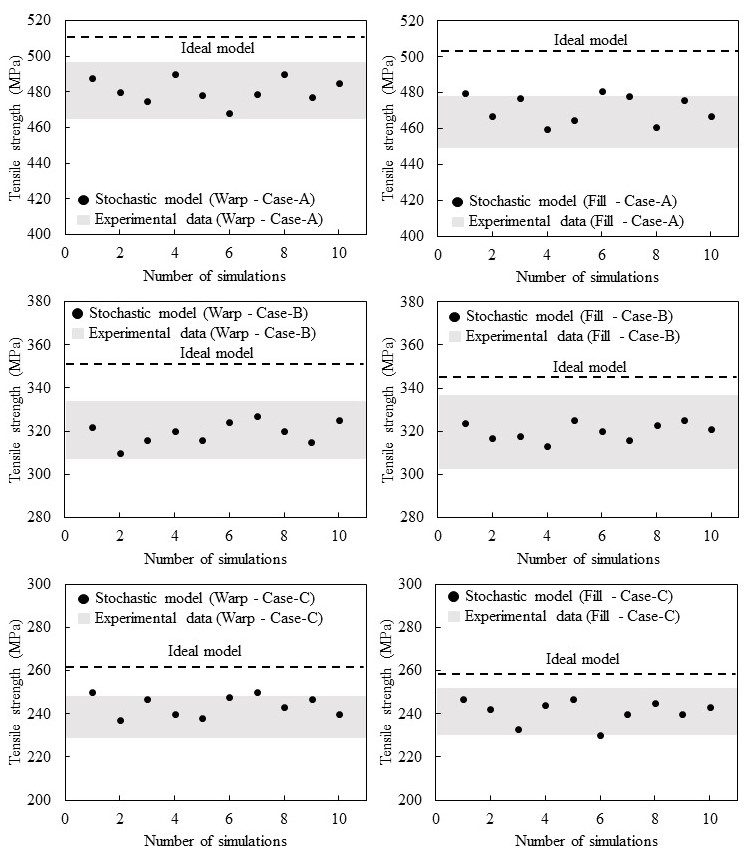 520
500
480
460
440
420
400
Tensile strength (MPa)
Ideal model
Stochastic model (Warp - Case-A)
Experimental data (Warp - Case-A)
0 2 4 6 8 10
Number of simulations
520
500
480
460
440
420
400
Tensile strength (MPa)
Ideal model
Stochastic model (Fill - Case-A)
Experimental data (Fill - Case-A)
0 2 4 6 8 10
Number of simulations
380
360
340
320
300
280
Tensile strength (MPa)
Stochastic model (Warp - Case-B)
Experimental data (Warp - Case-B)
Ideal model
0 2 4 6 8 10
Number of simulations
380
360
340
320
300
280
Tensile strength (MPa)
Stochastic model (Fill - Case-B)
Experimental data (Fill - Case-B)
Ideal model
0 2 4 6 8 10
Number of simulations
300
280
260
240
220
200
Tensile strength (MPa)
Stochastic model (Warp - Case-C)
Experimental data (Warp - Case-C)
Ideal model
0 2 4 6 8 10
Number of simulations
300
280
260
240
220
200
Tensile strength (MPa)
Stochastic model (Fill - Case-C)
Experimental data (Fill - Case-C)
Ideal model
0 2 4 6 8 10
Number of simulations